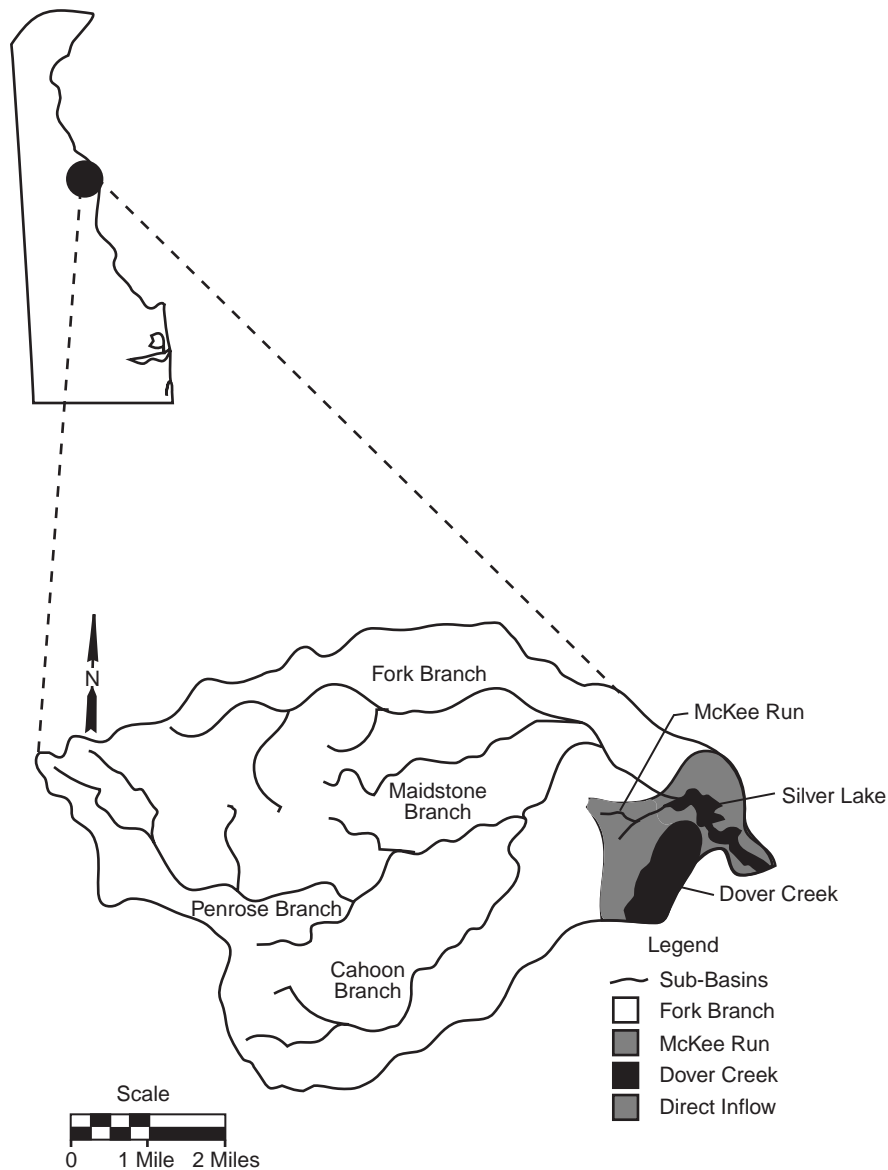 N
Fork Branch
McKee Run
Maidstone
Branch
Silver Lake
Dover Creek
Penrose Branch
Cahoon
Branch
Legend
Sub-Basins
Fork Branch
McKee Run
Dover Creek
Direct Inflow
Scale
0 1 Mile 2 Miles